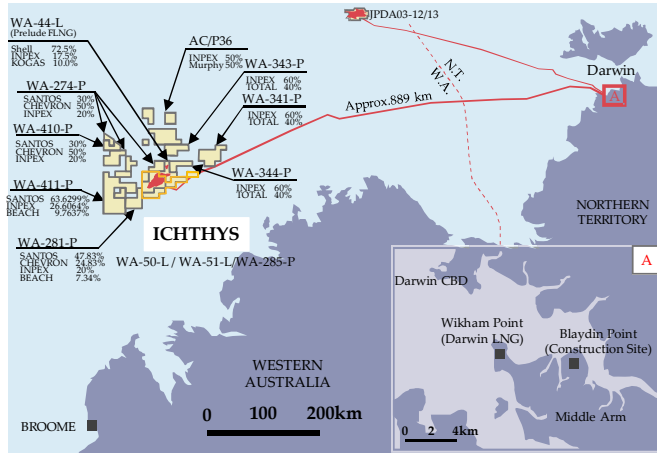 WA-44-L
(Prelude FLNG)
Shell 72.5%
INPEX 17.5%
KOGAS 10.0%
AC/P36
INPEX 50%
Murphy 50%
JPDA03-12/13
WA-274-P
SANTOS 30%
CHEVRON 50%
INPEX 20%
WA-343-P
INPEX 60%
TOTAL 40%
WA-341-P
INPEX 60%
TOTAL 40%
N.T.
W.A.
Approx.889 km
Darwin
A
WA-410-P
SANTOS 30%
CHEVRON 50%
INPEX 20%
WA-344-P
INPEX 60%
TOTAL 40%
WA-411-P
SANTOS 63.6299%
INPEX 26.6064%
BEACH 9.7637%
NORTHERN
TERRITORY
WA-281-P
SANTOS 47.83%
CHEVRON 24.83%
INPEX 20%
BEACH 7.34%
ICHTHYS
WA-50-L / WA-51-L/WA-285-P
A
Darwin CBD
Wikham Point
(Darwin LNG)
Blaydin Point
(Construction Site)
Middle Arm
0 2 4km
WESTERN
AUSTRALIA
0 100 200km
BROOME